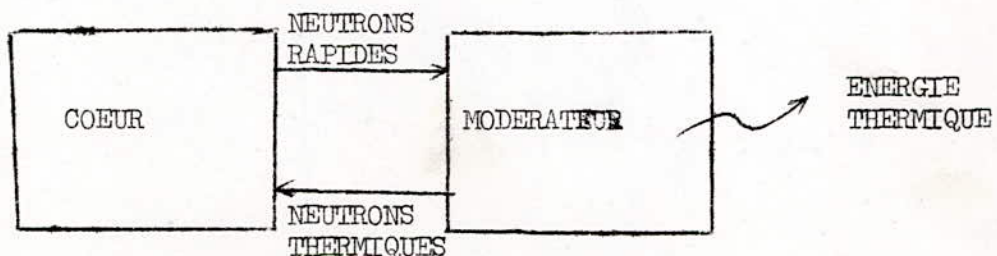 NEUTRONS
RAPIDES
COEUR
MODERATEUR
ENERGIE
THERMIQUE
NEUTRONS
THERMIQUES